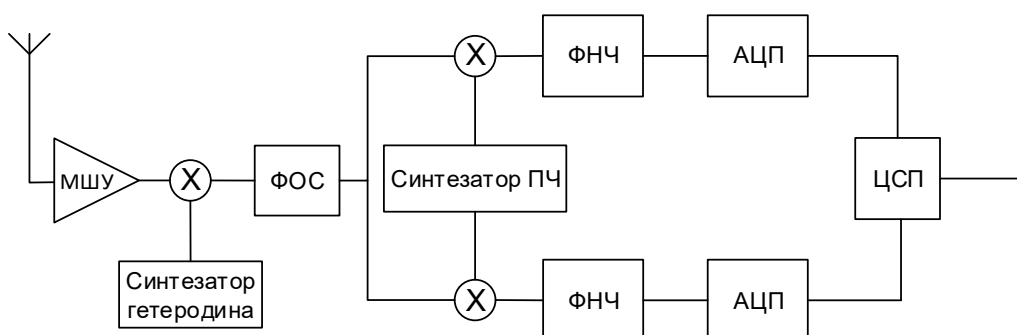 X
ФНЧ
АЦП
МШУ
X
ФОС
Синтезатор ПЧ
ЦСП
Синтезатор
гетеродина
X
ФНЧ
АЦП